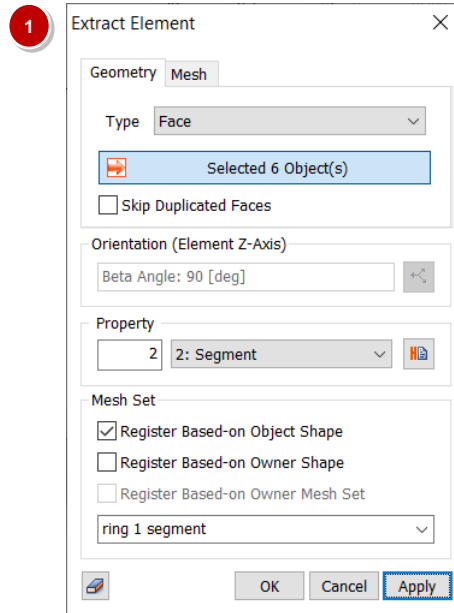 1
Extract Element
Geometry Mesh
Type Face
Selected 6 Object(s)
Skip Duplicated Faces
Orientation (Element Z-Axis)
Beta Angle: 90 [deg]
Property
2 2: Segment
Mesh Set
Register Based-on Object Shape
Register Based-on Owner Shape
Register Based-on Owner Mesh Set
ring 1 segment
OK Cancel Apply